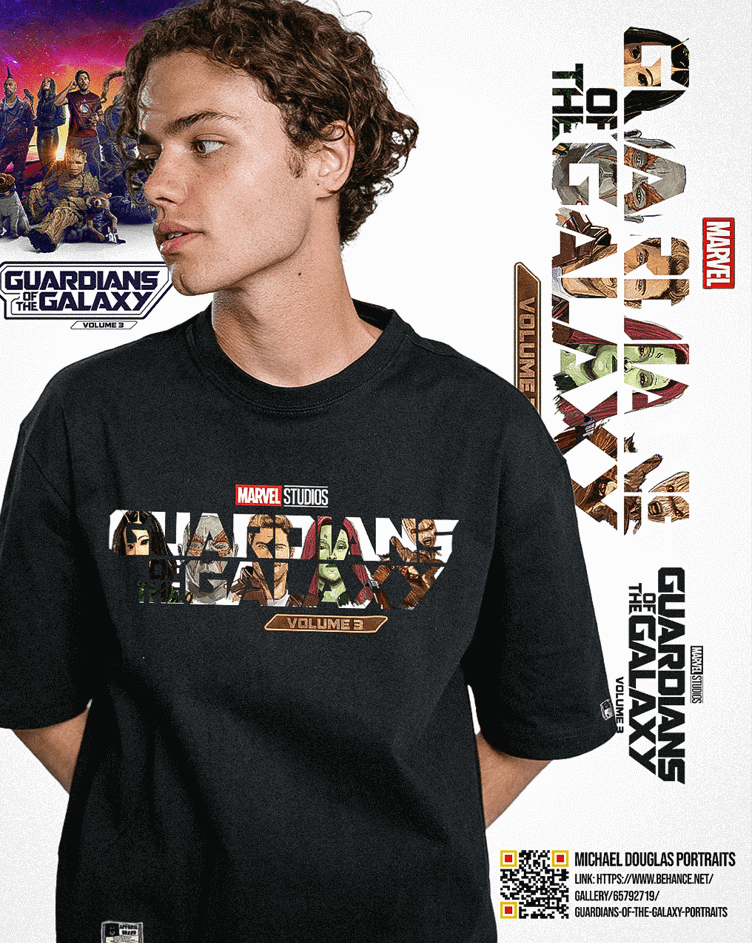 GUARDIANS
OF
THE GALAXY
VOLUME 3
MARVEL STUDIOS
GUARDIANS
OF
THE GALAXY
VOLUME 3
GUARDIANS
OF
THE GALAXY
MARVEL
VOLUME
MARVEL STUDIOS
GUARDIANS
OF
THE GALAXY
VOLUME 3
MICHAEL DOUGLAS PORTRAITS
LINK: HTTPS://WWW.BEHANCE.NET/
GALLERY/65792719/
GUARDIANS-OF-THE-GALAXY-PORTRAITS